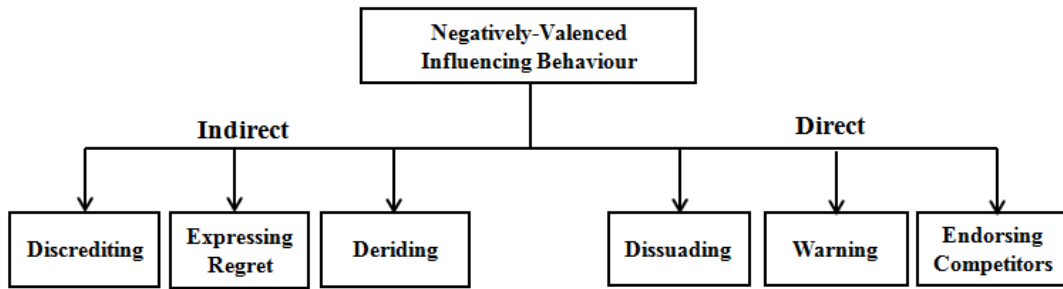 Negatively-Valenced
Influencing Behaviour
Indirect
Direct
Discrediting
Expressing
Regret
Deriding
Dissuading
Warning
Endorsing
Competitors